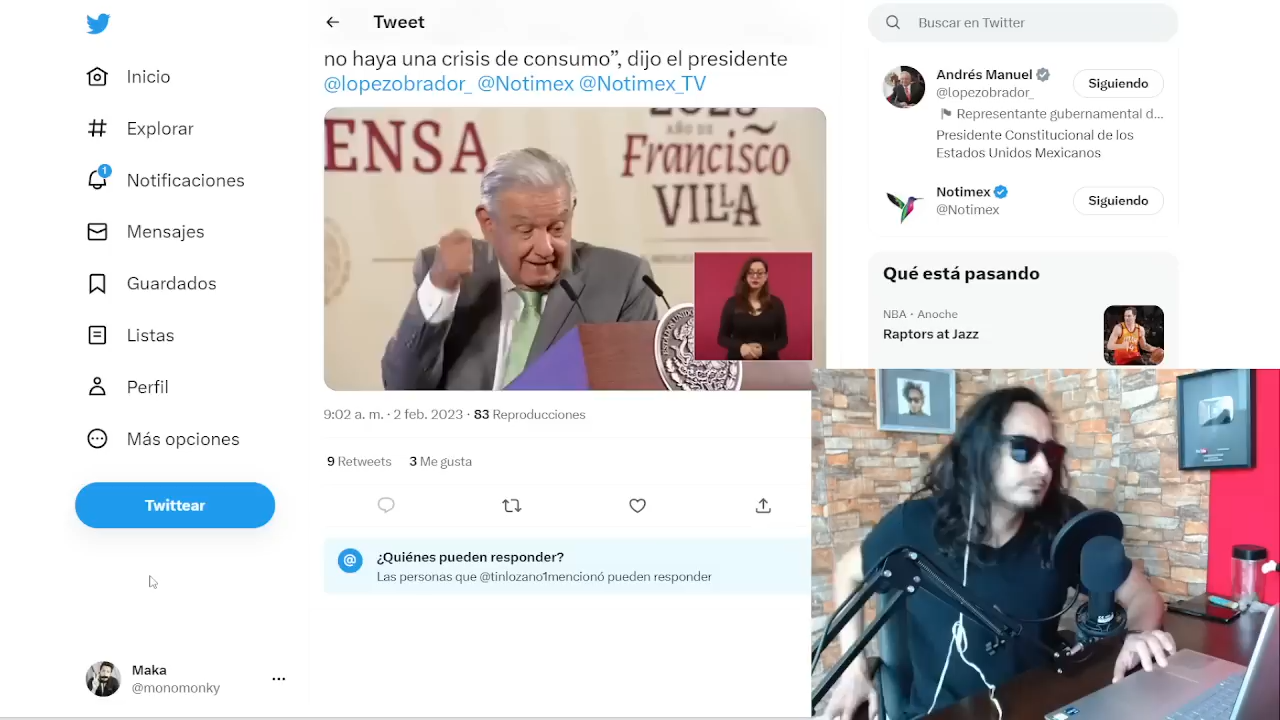 Tweet
no haya una crisis de consumo”, dijo el presidente
@lopezobrador_ @Notimex @Notimex_TV
ENSA
2023
AÑO DE
Francisco
VILLA
9:02 a. m. · 2 feb. 2023 · 83 Reproducciones
9 Retweets 3 Me gusta
¿Quiénes pueden responder?
Las personas que @tinlozano1mencionó pueden responder
Inicio
Explorar
1
Notificaciones
Mensajes
Guardados
Listas
Perfil
Más opciones
Twittear
Maka
@monomonky
Buscar en Twitter
Andrés Manuel
@lopezobrador_
Siguiendo
Representante gubernamental d...
Presidente Constitucional de los
Estados Unidos Mexicanos
Notimex
@Notimex
Siguiendo
Qué está pasando
NBA · Anoche
Raptors at Jazz